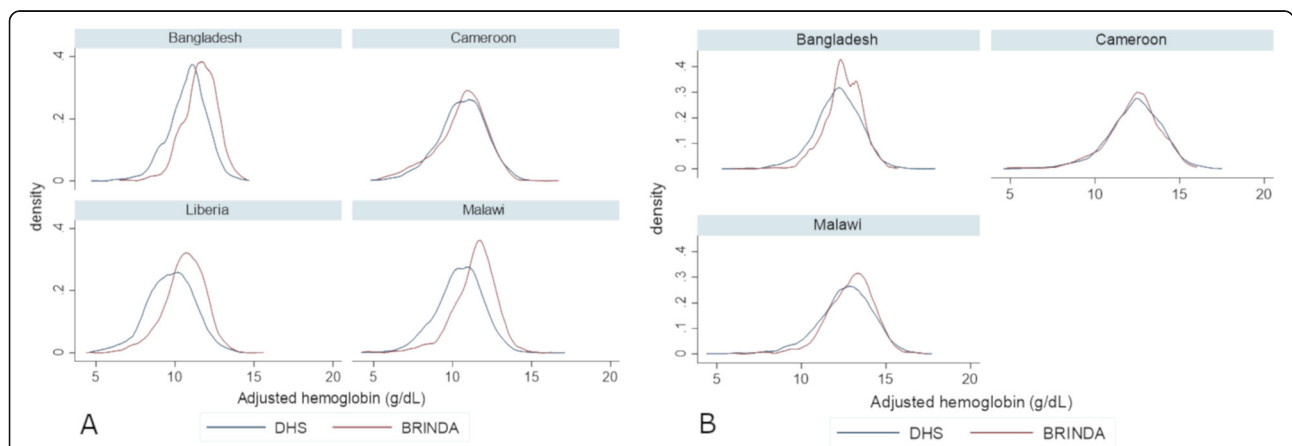 Bangladesh
Cameroon
0 .2 .4
Liberia
Malawi
0 .2 .4
density
5 10 15 20
5 10 15 20
Adjusted hemoglobin (g/dL)
A
DHS
BRINDA
Bangladesh
Cameroon
0 .1 .2 .3 .4
5 10 15 20
Malawi
0 .1 .2 .3 .4
density
5 10 15 20
Adjusted hemoglobin (g/dL)
B
DHS
BRINDA